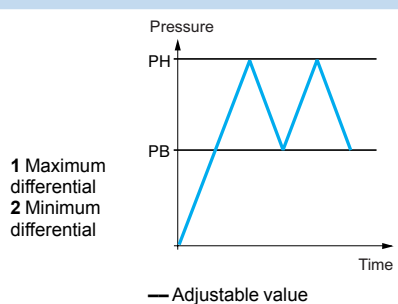 Pressure
PH
PB
1 Maximum
differential
2 Minimum
differential
Time
Adjustable value